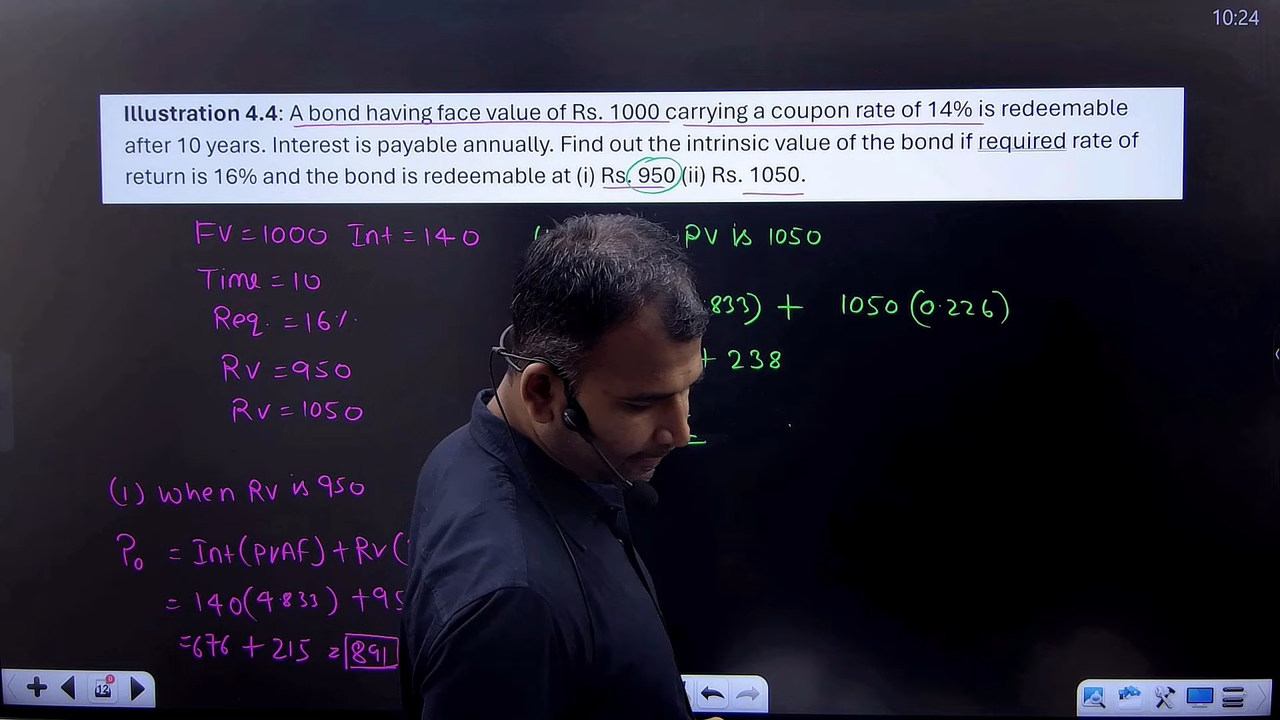 10:24
Illustration 4.4: A bond having face value of Rs. 1000 carrying a coupon rate of 14% is redeemable
after 10 years. Interest is payable annually. Find out the intrinsic value of the bond if required rate of
return is 16% and the bond is redeemable at (i) Rs. 950 (ii) Rs. 1050.
FV = 1000 Int = 140
Time = 10
Req. = 16%.
RV = 950
RV = 1050
(1) when RV is 950
P0 = Int(PVAF) + RV(
= 140(4.833) + 95
= 676 + 215 = 891
PV is 1050
833) + 1050 (0.226)
+ 238
12